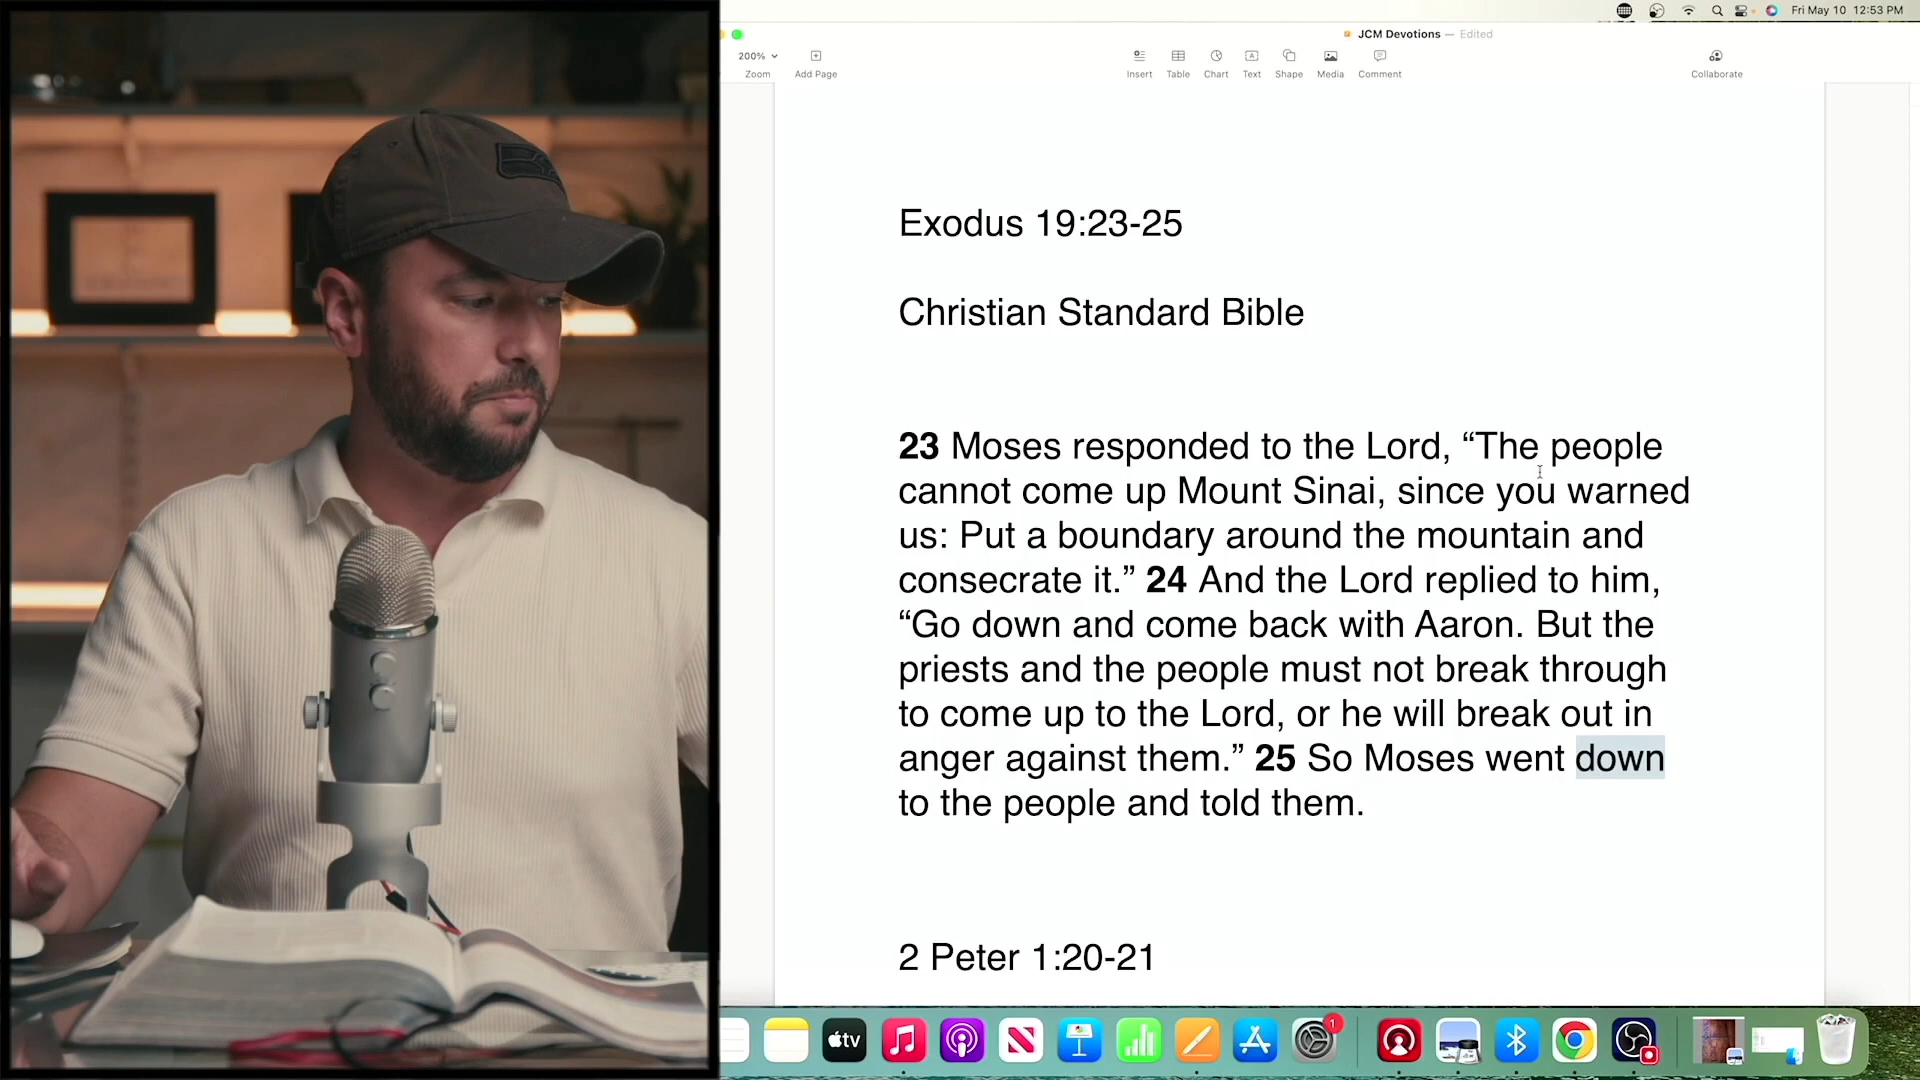 Fri May 10 12:53 PM
JCM Devotions — Edited
200%
Zoom
Add Page
Insert
Table
Chart
Text
Shape
Media
Comment
Collaborate
Exodus 19:23-25
Christian Standard Bible
23 Moses responded to the Lord, “The people
cannot come up Mount Sinai, since you warned
us: Put a boundary around the mountain and
consecrate it.” 24 And the Lord replied to him,
“Go down and come back with Aaron. But the
priests and the people must not break through
to come up to the Lord, or he will break out in
anger against them.” 25 So Moses went down
to the people and told them.
2 Peter 1:20-21
tv
1